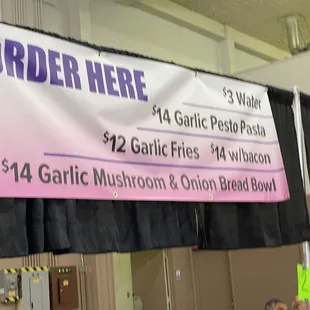 ORDER HERE
$3 Water
$14 Garlic Pesto Pasta
$12 Garlic Fries $14 w/bacon
$14 Garlic Mushroom & Onion Bread Bowl